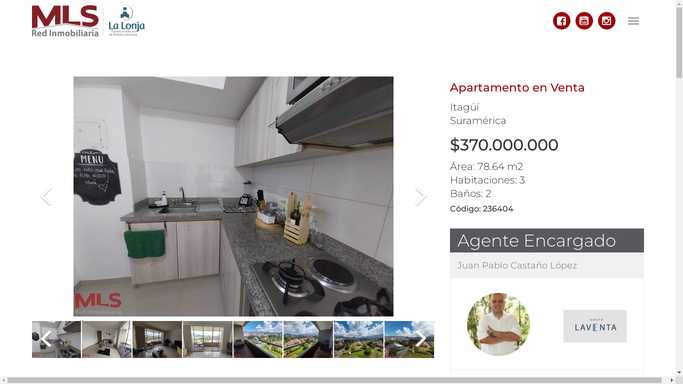 MLS
Red Inmobiliaria
La Lonja
Apartamento en Venta
Itagüí
Suramérica
$370.000.000
Área: 78.64 m2
Habitaciones: 3
Baños: 2
Código: 236404
MENU
MLS
Agente Encargado
Juan Pablo Castaño López
LAVENTA